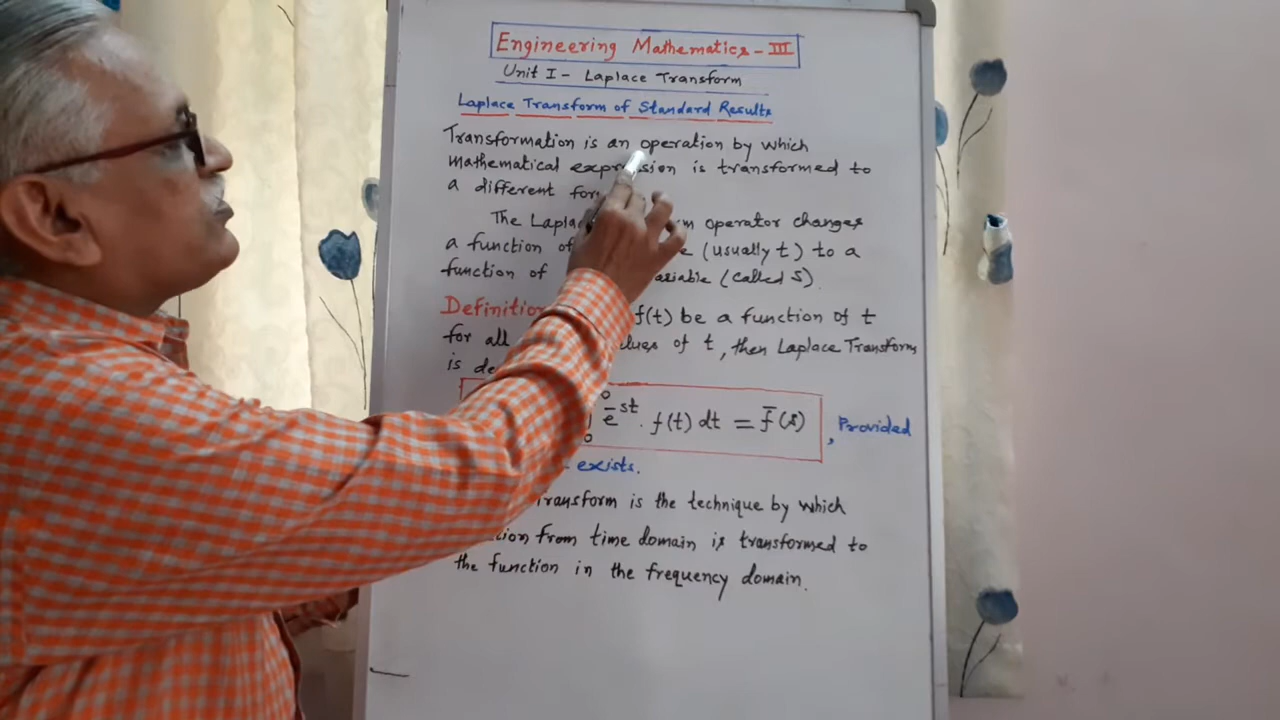 Engineering Mathematics - III
Unit I - Laplace Transform
Laplace Transform of Standard Results
Transformation is an operation by which
mathematical expression is transformed to
a different
The Operator changes
a function of (usually t) to a
function of (called S).
f(t) be a function of t
for all of t, then Laplace Transform
is
e^-st . f(t) dt = f̄(s) , Provided
exists.
Transform is the technique by which
from time domain is transformed to
the function in the frequency domain.